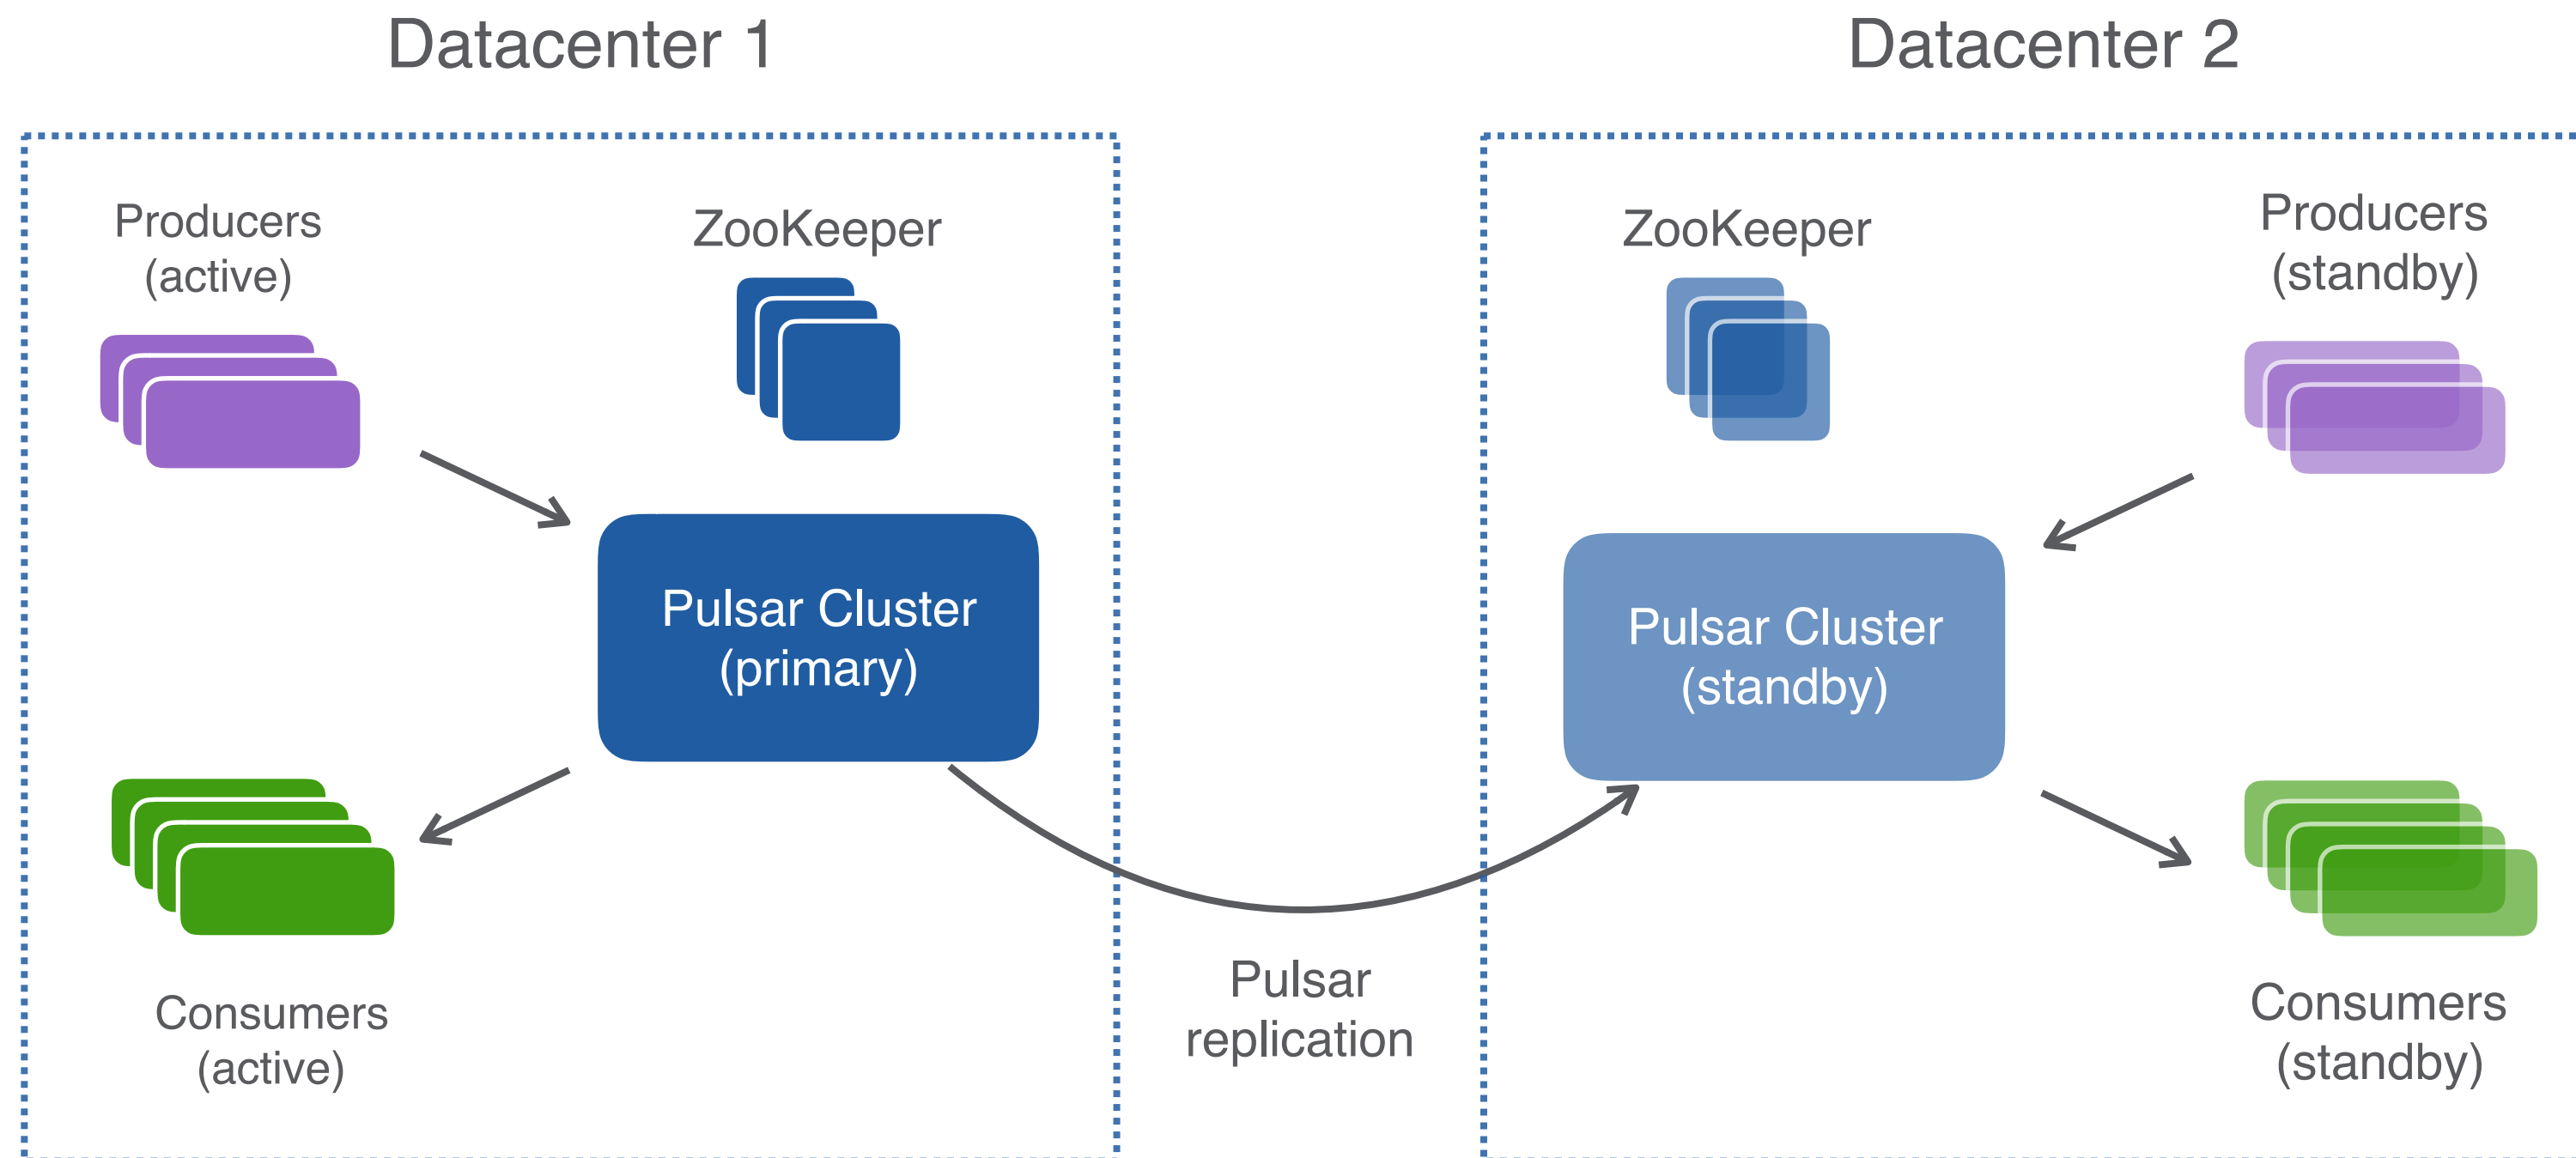 Datacenter 1
Datacenter 2
Producers
(active)
ZooKeeper
Pulsar Cluster
(primary)
Consumers
(active)
Pulsar
replication
ZooKeeper
Producers
(standby)
Pulsar Cluster
(standby)
Consumers
(standby)